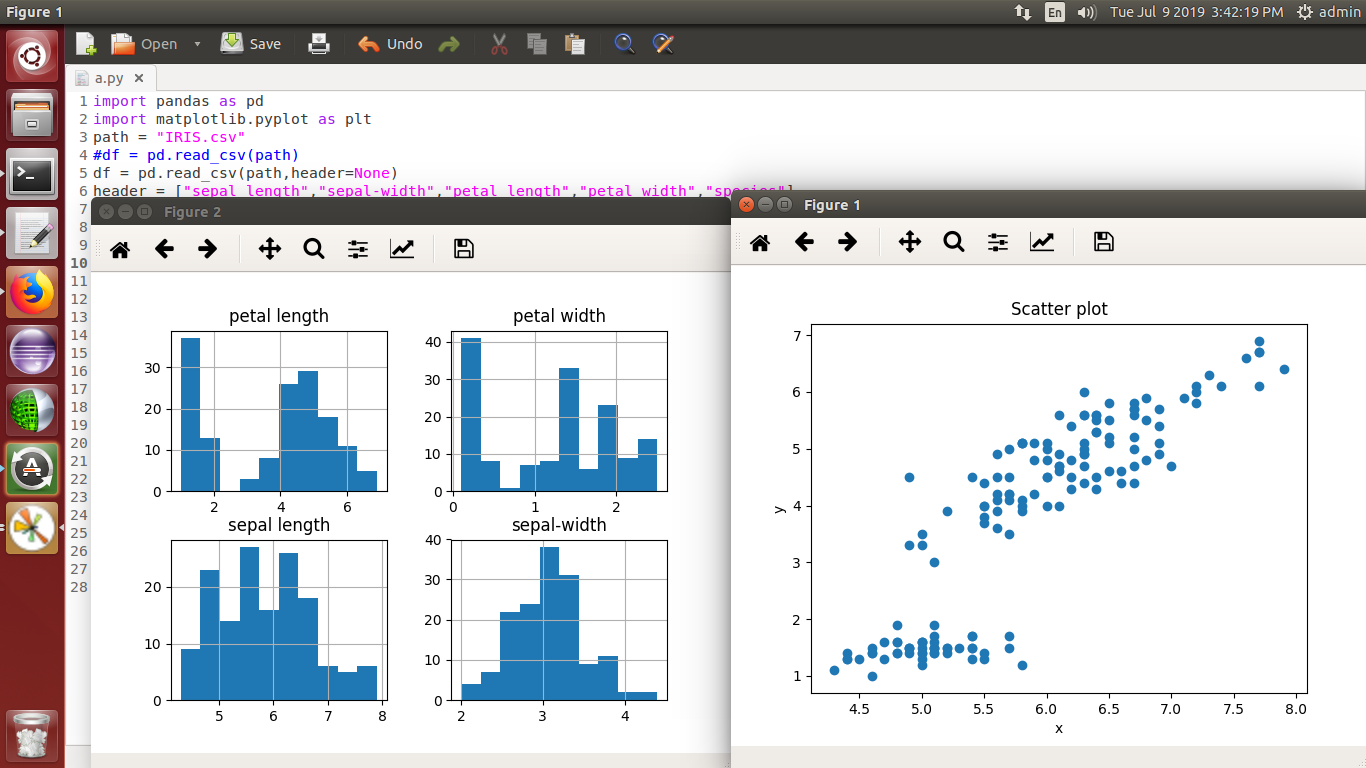 Figure 1
En
Tue Jul 9 2019 3:42:19 PM
admin
Open
Save
Undo
a.py
1 import pandas as pd
2 import matplotlib.pyplot as plt
3 path = "IRIS.csv"
4 #df = pd.read_csv(path)
5 df = pd.read_csv(path,header=None)
6 header = ["sepal length","sepal-width","petal length","petal width","species"]
7
8
9
10
11
12
13
14
15
16
17
18
19
20
21
22
23
24
25
26
27
28
Figure 2
petal length
30
20
10
0
2 4 6
petal width
40
30
20
10
0
0 1 2
sepal length
20
10
0
5 6 7 8
sepal-width
40
30
20
10
0
2 3 4
Figure 1
Scatter plot
7
6
5
4
3
2
1
y
4.5 5.0 5.5 6.0 6.5 7.0 7.5 8.0
x